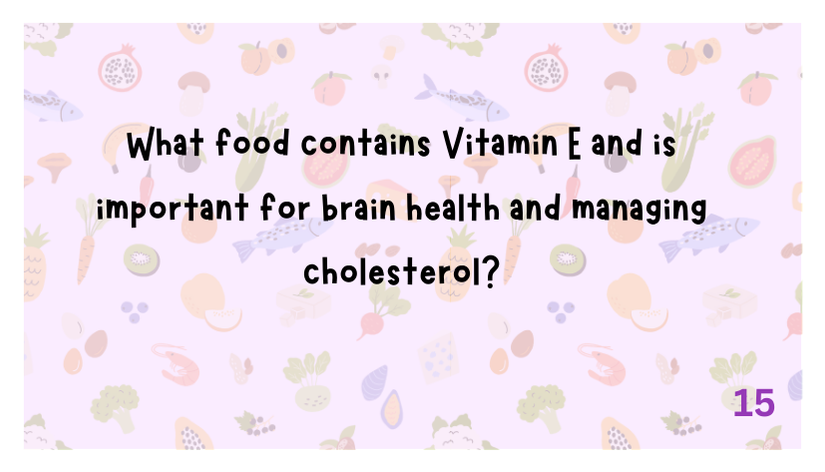 What food contains Vitamin E and is
important for brain health and managing
cholesterol?
15